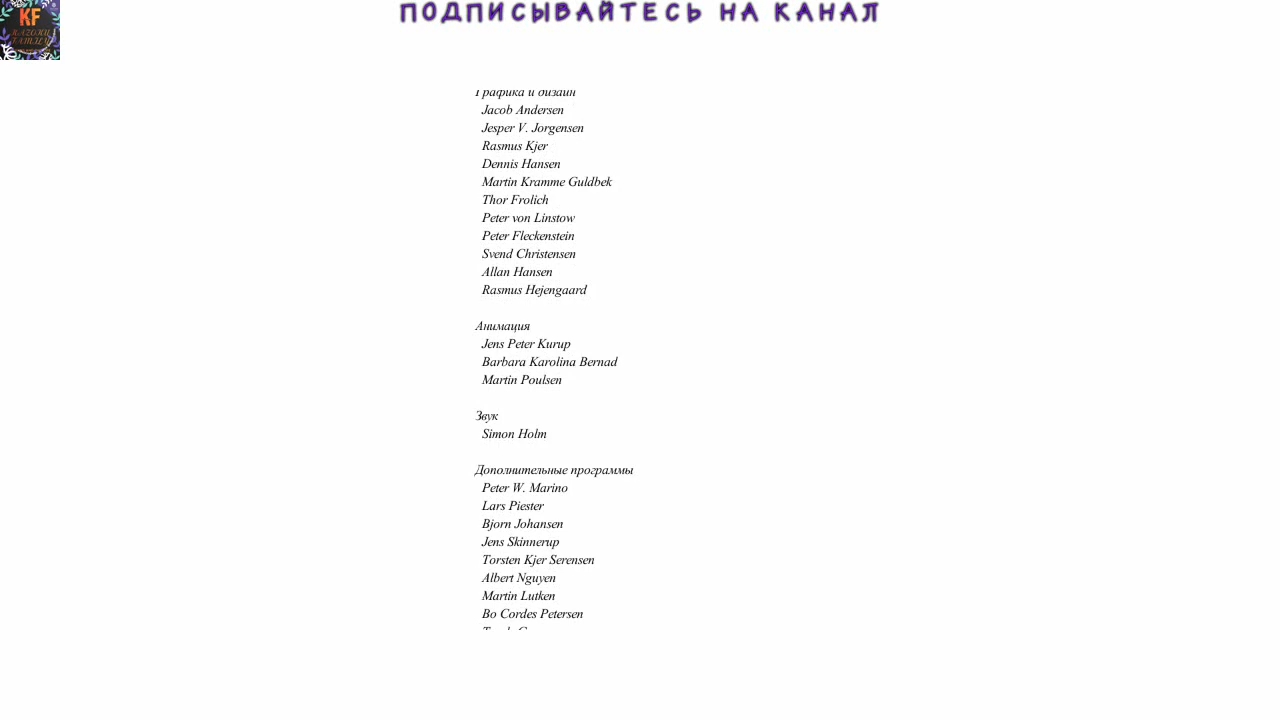 ПОДПИСЫВАЙТЕСЬ НА КАНАЛ
KF
Графика и дизайн
Jacob Andersen
Jesper V. Jorgensen
Rasmus Kjer
Dennis Hansen
Martin Kramme Guldbek
Thor Frolich
Peter von Linstow
Peter Fleckenstein
Svend Christensen
Allan Hansen
Rasmus Hejengaard
Анимация
Jens Peter Kurup
Barbara Karolina Bernad
Martin Poulsen
Звук
Simon Holm
Дополнительные программы
Peter W. Marino
Lars Piester
Bjorn Johansen
Jens Skinnerup
Torsten Kjer Serensen
Albert Nguyen
Martin Lutken
Bo Cordes Petersen